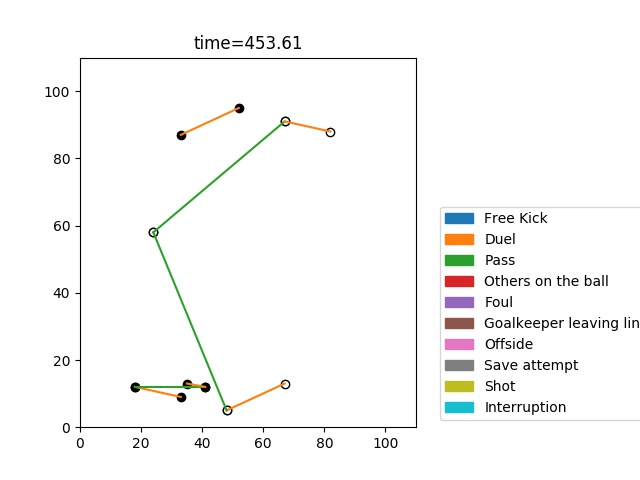 time=453.61
100
80
60
40
20
0
0 20 40 60 80 100
Free Kick
Duel
Pass
Others on the ball
Foul
Goalkeeper leaving lin
Offside
Save attempt
Shot
Interruption